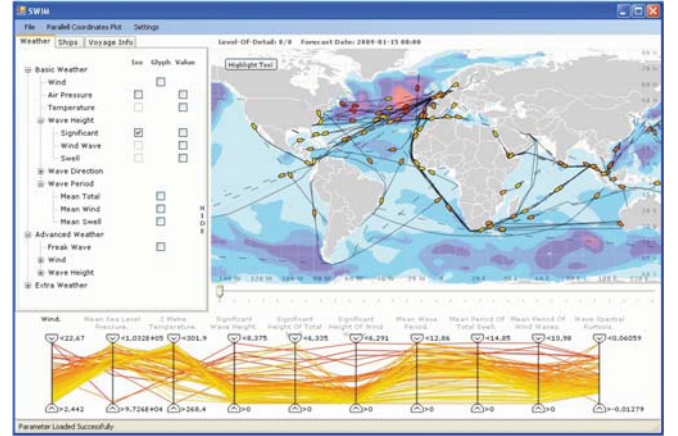 SWIM
File Parallell Coordinates Plot Settings
Weather Ships Voyage Info
Level-Of-Detail: 0/0 Forecast Date: 2009-01-15 00:00
Highlight Tool
Iso Glyph Value
Basic Weather
Wind
Air Pressure
Temperature
Wave Height
Significant
Wind Wave
Swell
Wave Direction
Wave Period
Mean Total
Mean Wind
Mean Swell
Advanced Weather
Freak Wave
Wind
Wave Height
Extra Weather
HIDE
Wind. Mean Sea Level Pressure. 2 Metre Temperature. Significant Wave Height. Significant Height Of Total Significant Height Of Wind Mean Wave Period. Mean Period Of Total Swell. Mean Period Of Wind Waves. Wave Spectral Kurtosis.
<22,67 <1,032E+05 <301,9 <8,375 <6,335 <6,291 <12,86 <14,85 <10,98 <0,06059
>2,442 >9,726E+04 >268,4 >0 >0 >0 >0 >0 >0 >-0,01279
Parameter Loaded Successfully